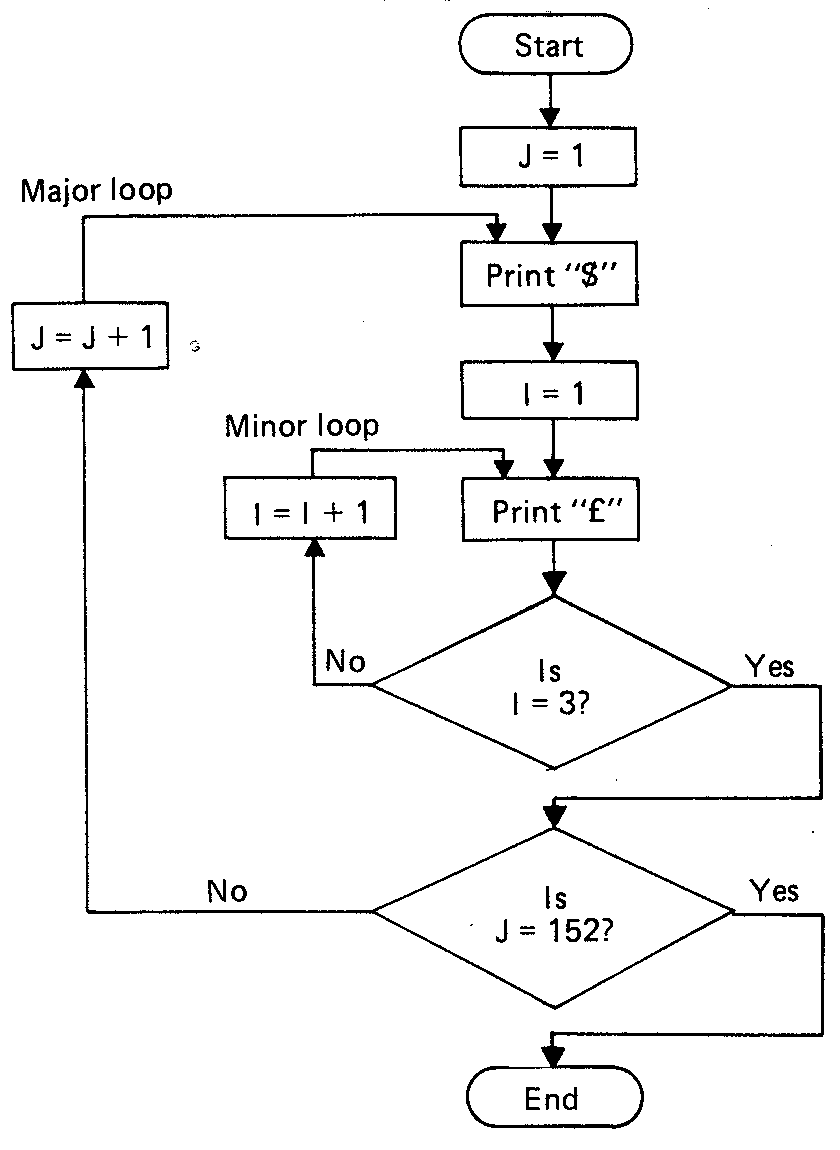 Start
J = 1
Major loop
Print “$”
J = J + 1
I = 1
Minor loop
I = I + 1
Print “£”
No
Is
I = 3?
Yes
No
Is
J = 152?
Yes
End